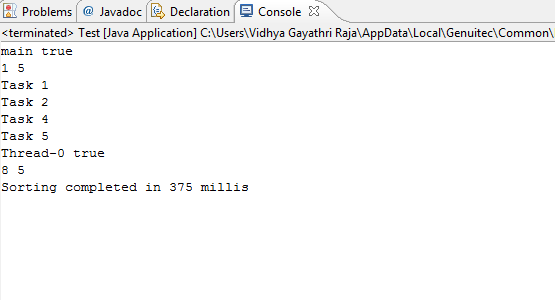 Problems @ Javadoc Declaration Console
<terminated> Test [Java Application] C:\Users\Vidhya Gayathri Raja\AppData\Local\Genuitec\Common\
main true
1 5
Task 1
Task 2
Task 4
Task 5
Thread-0 true
8 5
Sorting completed in 375 millis